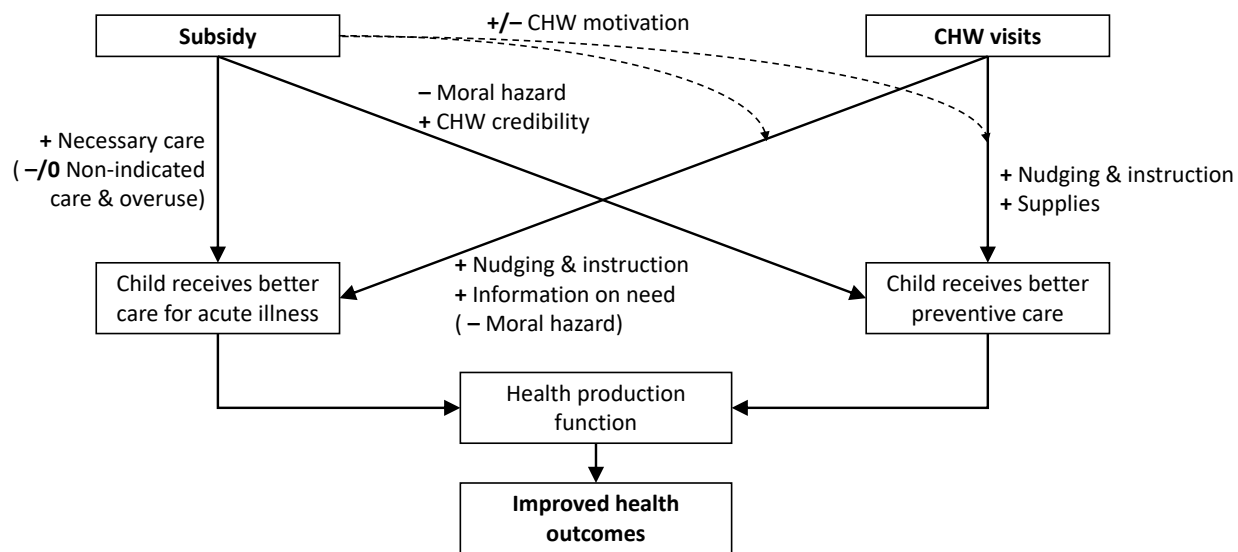 +/– CHW motivation
Subsidy
CHW visits
– Moral hazard
+ CHW credibility
+ Necessary care
( –/0 Non-indicated
care & overuse)
+ Nudging & instruction
+ Supplies
Child receives better
care for acute illness
+ Nudging & instruction
+ Information on need
( – Moral hazard)
Child receives better
preventive care
Health production
function
Improved health
outcomes